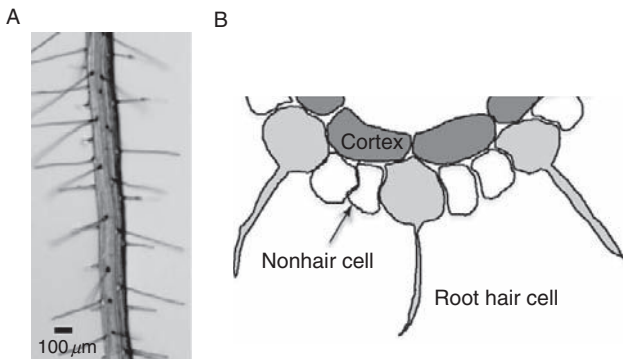 A
B
100 μm
Cortex
Nonhair cell
Root hair cell